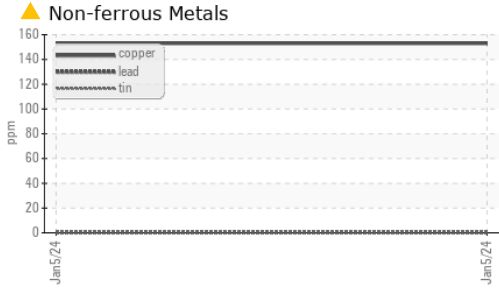 Non-ferrous Metals
160
140
120
100
80
60
40
20
0
ppm
copper
lead
tin
Jan5/24
Jan5/24